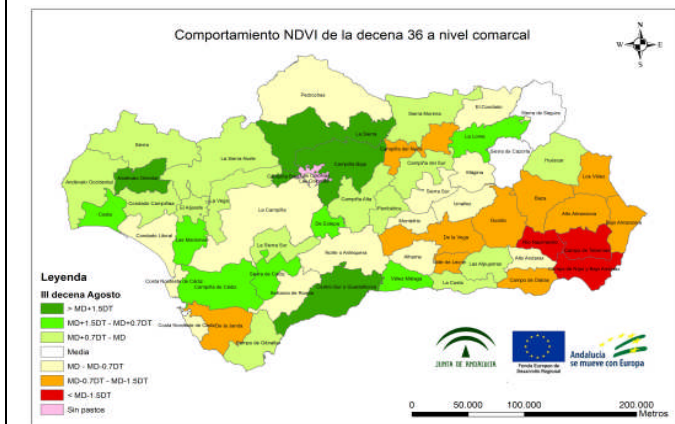 Comportamiento NDVI de la decena 36 a nivel comarcal
N
W E
S
Pedroches
La Sierra
Sierra Morena
El Condado
Sierra de Segura
La Loma
Campiña del Norte
Sierra de Cazorla
Campiña Baja
Campiña del Sur
Mágina
Huéscar
Los Vélez
Sierra
La Sierra Norte
Andévalo Occidental
Condado Campiña
La Vega
El Aljarafe
La Campiña
Campiña Alta
Penibética
Sierra Sur
Baza
Alto Almanzora
Bajo Almanzora
Costa
Condado Litoral
Las Marismas
De Estepa
La Sierra Sur
Montefrío
Guadix
De la Vega
Norte o Antequera
Alhama
Valle de Lecrín
Las Alpujarras
Alto Andarax
Campo de Tabernas
Costa Noroeste de Cádiz
Campiña de Cádiz
Sierra de Cádiz
Serranía de Ronda
Vélez Málaga
La Costa
Campo de Dalías
De la Janda
Campo de Gibraltar
Leyenda
III decena Agosto
> MD+1.5DT
MD+1.5DT - MD+0.7DT
MD+0.7DT - MD
Media
MD - MD-0.7DT
MD-0.7DT - MD-1.5DT
< MD-1.5DT
Sin pastos
JUNTA DE ANDALUCIA
Fondo Europeo de
Desarrollo Regional
Andalucía
se mueve con Europa
0 50.000 100.000 200.000
Metros